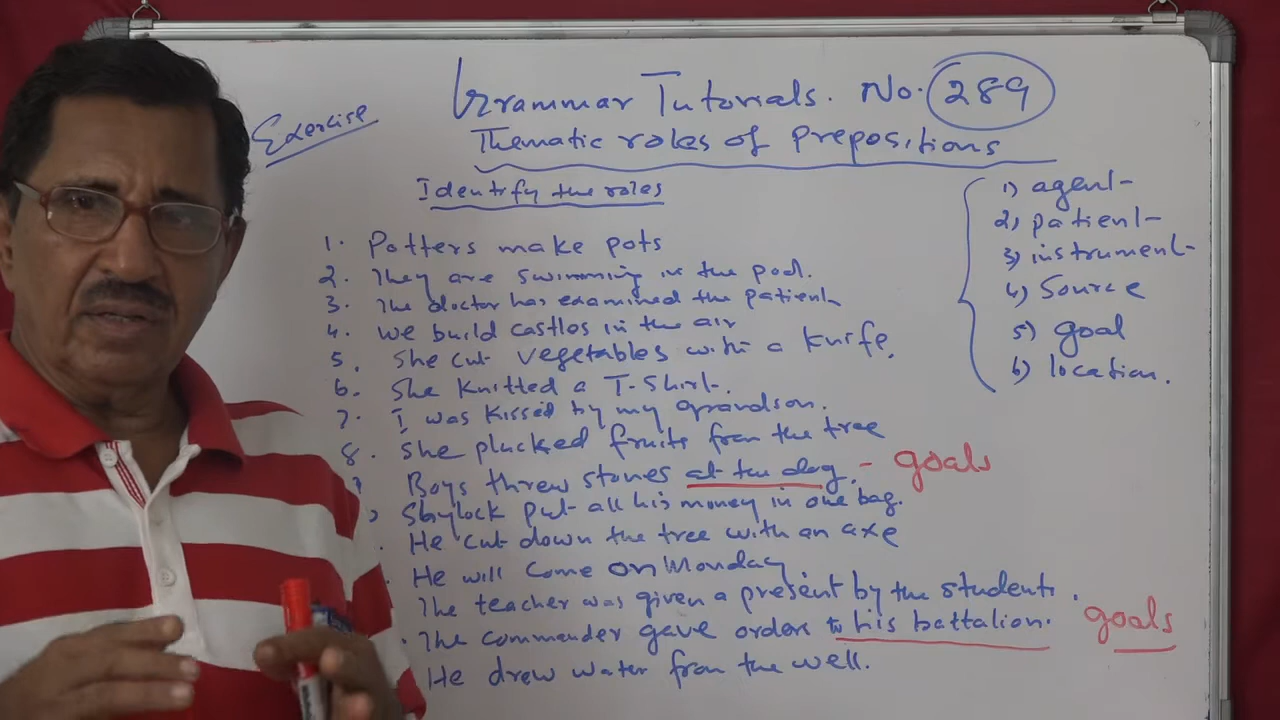 Grammar Tutorials. No. 289
Exercise
Thematic roles of prepositions
Identify the roles
1) agent-
2) patient-
3) instrument-
4) Source
5) goal
6) location.
1. Potters make pots
2. They are swimming in the pool.
3. The doctor has examined the patient
4. we build castles in the air
5. She cut vegetables with a knife.
6. She knitted a T-Shirt.
7. I was kissed by my grandson.
8. She plucked fruits from the tree
Boys threw stones at the dog. - goals
Shylock put all his money in one bag.
He cut down the tree with an axe
He will come on Monday
The teacher was given a present by the students.
The commander gave orders to his battalion. goals
He drew water from the well.